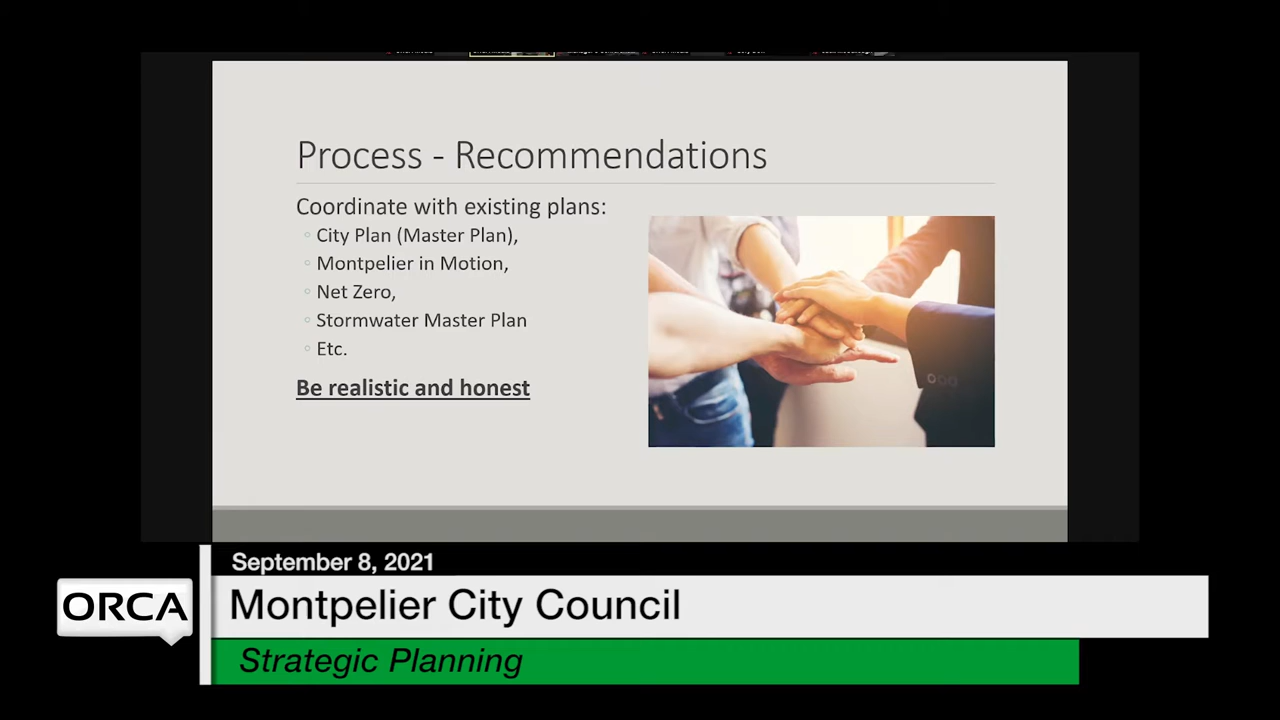 Process - Recommendations
Coordinate with existing plans:
City Plan (Master Plan),
Montpelier in Motion,
Net Zero,
Stormwater Master Plan
Etc.
Be realistic and honest
September 8, 2021
ORCA
Montpelier City Council
Strategic Planning